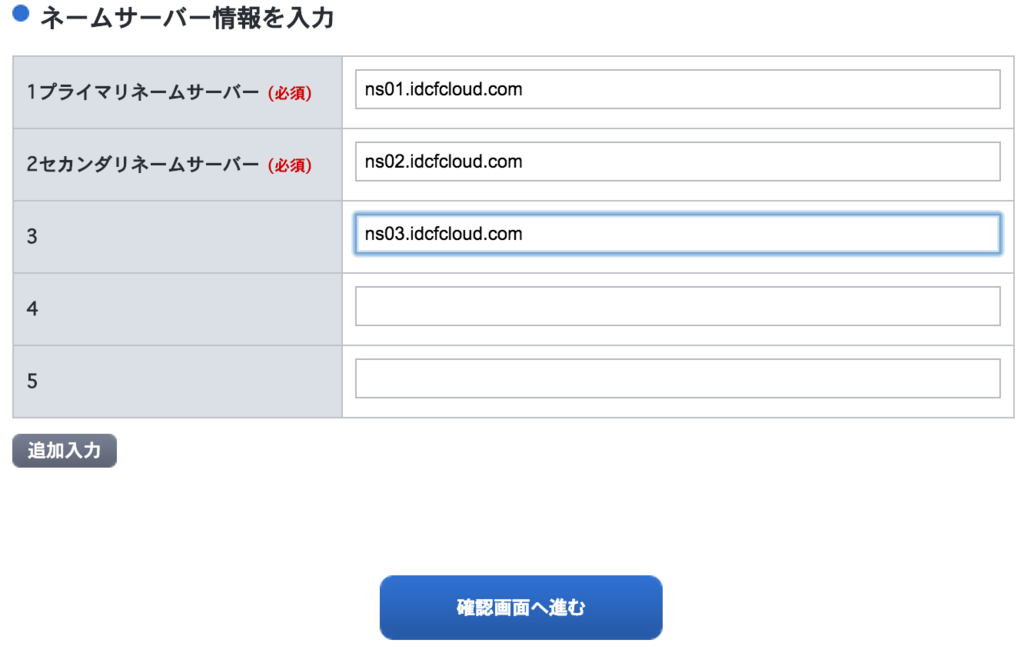 ネームサーバー情報を入力
1プライマリネームサーバー (必須)
ns01.idcfcloud.com
2セカンダリネームサーバー (必須)
ns02.idcfcloud.com
3
ns03.idcfcloud.com
4
5
追加入力
確認画面へ進む